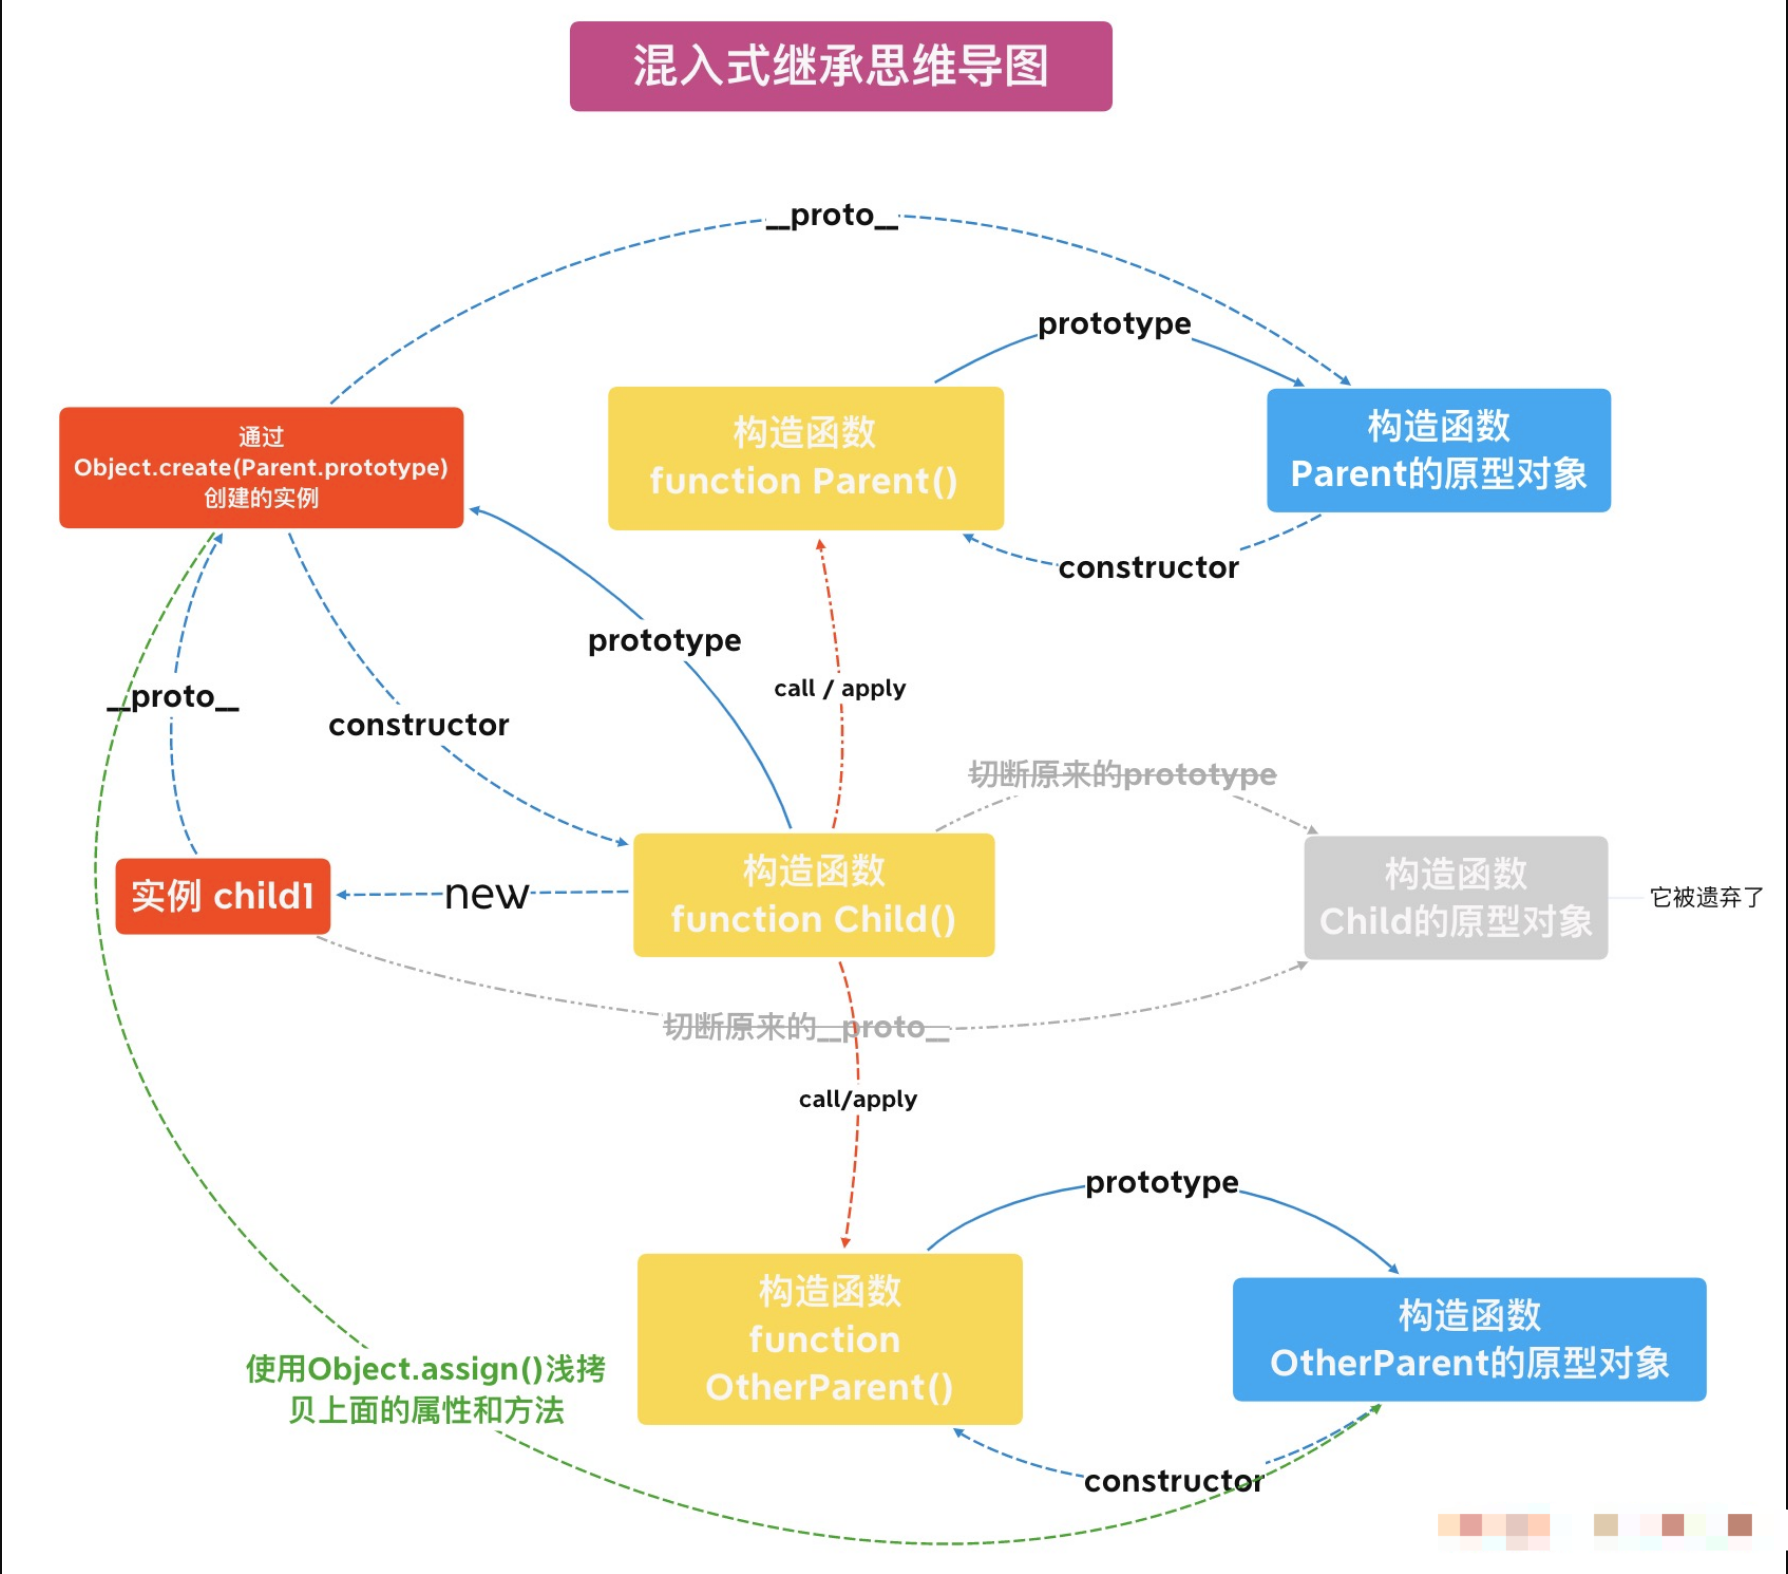 混入式继承思维导图
__proto__
prototype
通过
Object.create(Parent.prototype)
创建的实例
构造函数
function Parent()
构造函数
Parent的原型对象
constructor
prototype
call / apply
__proto__
constructor
切断原来的prototype
实例 child1
new
构造函数
function Child()
构造函数
Child的原型对象
它被遗弃了
切断原来的__proto__
call/apply
prototype
构造函数
function
OtherParent()
构造函数
OtherParent的原型对象
使用Object.assign()浅拷
贝上面的属性和方法
constructor